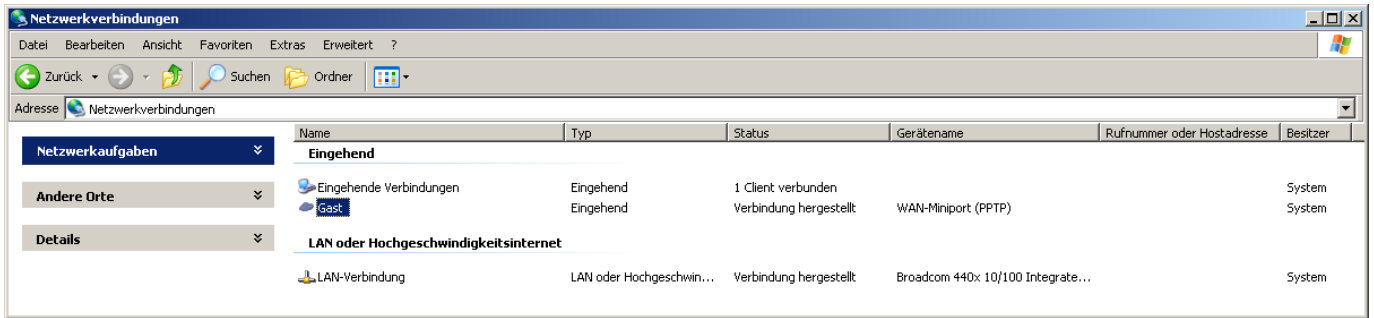 Netzwerkverbindungen
Datei Bearbeiten Ansicht Favoriten Extras Erweitert ?
Zurück Suchen Ordner
Adresse Netzwerkverbindungen
Name Typ Status Gerätename Rufnummer oder Hostadresse Besitzer
Netzwerkaufgaben
Eingehend
Andere Orte
Eingehende Verbindungen Eingehend 1 Client verbunden System
Gast Eingehend Verbindung hergestellt WAN-Miniport (PPTP) System
Details
LAN oder Hochgeschwindigkeitsinternet
LAN-Verbindung LAN oder Hochgeschwin... Verbindung hergestellt Broadcom 440x 10/100 Integrate... System